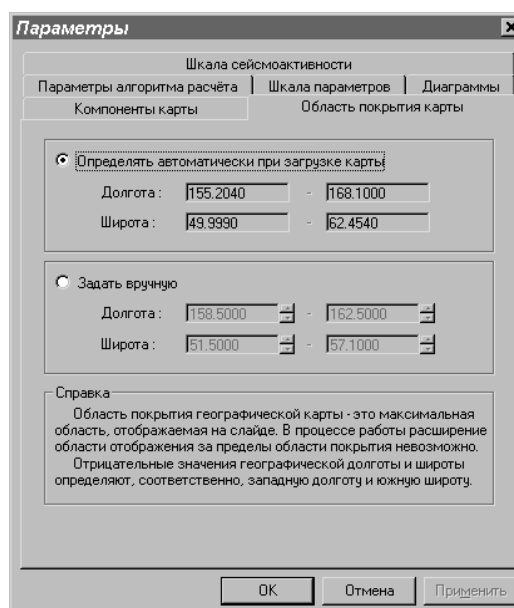 Параметры
Шкала сейсмоактивности
Параметры алгоритма расчёта Шкала параметров Диаграммы
Компоненты карты Область покрытия карты
Определять автоматически при загрузке карты
Долгота : 155.2040 - 168.1000
Широта : 49.9990 - 62.4540
Задать вручную
Долгота : 158.5000 - 162.5000
Широта : 51.5000 - 57.1000
Справка
Область покрытия географической карты - это максимальная
область, отображаемая на слайде. В процессе работы расширение
области отображения за пределы области покрытия невозможно.
Отрицательные значения географической долготы и широты
определяют, соответственно, западную долготу и южную широту.
OK Отмена Применить